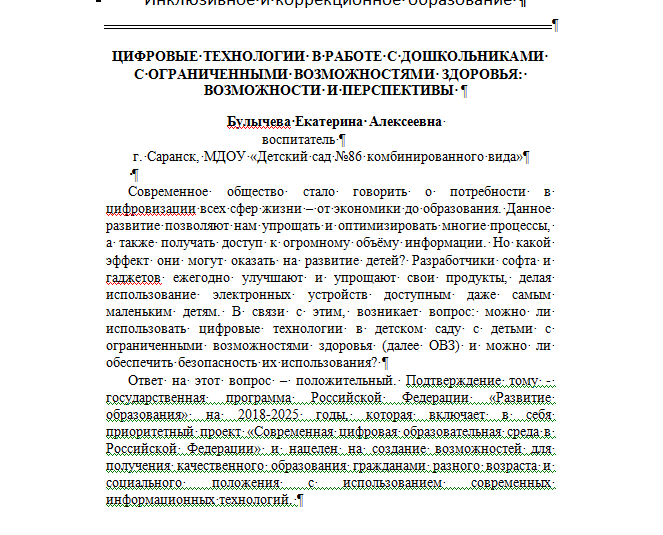 Инклюзивное и коррекционное образование
ЦИФРОВЫЕ ТЕХНОЛОГИИ В РАБОТЕ С ДОШКОЛЬНИКАМИ
С ОГРАНИЧЕННЫМИ ВОЗМОЖНОСТЯМИ ЗДОРОВЬЯ:
ВОЗМОЖНОСТИ И ПЕРСПЕКТИВЫ
Булычева Екатерина Алексеевна
воспитатель
г. Саранск, МДОУ «Детский сад №86 комбинированного вида»
Современное общество стало говорить о потребности в
цифровизации всех сфер жизни – от экономики до образования. Данное
развитие позволяют нам упрощать и оптимизировать многие процессы,
а также получать доступ к огромному объёму информации. Но какой
эффект они могут оказать на развитие детей? Разработчики софта и
гаджетов ежегодно улучшают и упрощают свои продукты, делая
использование электронных устройств доступным даже самым
маленьким детям. В связи с этим, возникает вопрос: можно ли
использовать цифровые технологии в детском саду с детьми с
ограниченными возможностями здоровья (далее ОВЗ) и можно ли
обеспечить безопасность их использования?
Ответ на этот вопрос – положительный. Подтверждение тому -
государственная программа Российской Федерации «Развитие
образования» на 2018-2025 годы, которая включает в себя
приоритетный проект «Современная цифровая образовательная среда в
Российской Федерации» и нацелен на создание возможностей для
получения качественного образования гражданами разного возраста и
социального положения с использованием современных
информационных технологий.